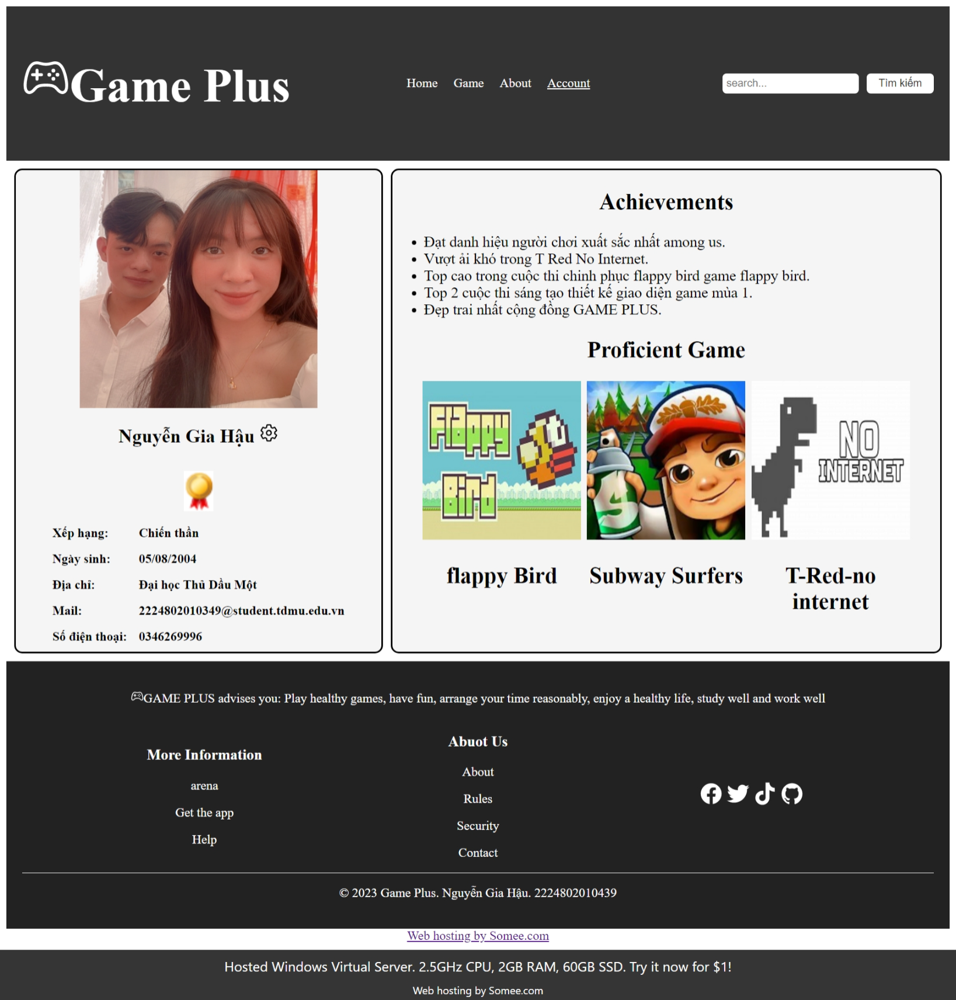 Game Plus
Home Game About Account
search... Tìm kiếm
Nguyễn Gia Hậu
Xếp hạng: Chiến thần
Ngày sinh: 05/08/2004
Địa chỉ: Đại học Thủ Dầu Một
Mail: 2224802010349@student.tdmu.edu.vn
Số điện thoại: 0346269996
Achievements
Đạt danh hiệu người chơi xuất sắc nhất among us.
Vượt ải khó trong T Red No Internet.
Top cao trong cuộc thi chinh phục flappy bird game flappy bird.
Top 2 cuộc thi sáng tạo thiết kế giao diện game mùa 1.
Đẹp trai nhất cộng đồng GAME PLUS.
Proficient Game
Flappy
Bird
S
NO
INTERNET
flappy Bird
Subway Surfers
T-Red-no
internet
GAME PLUS advises you: Play healthy games, have fun, arrange your time reasonably, enjoy a healthy life, study well and work well
More Information
arena
Get the app
Help
Abuot Us
About
Rules
Security
Contact
© 2023 Game Plus. Nguyễn Gia Hậu. 2224802010439
Web hosting by Somee.com
Hosted Windows Virtual Server. 2.5GHz CPU, 2GB RAM, 60GB SSD. Try it now for $1!
Web hosting by Somee.com